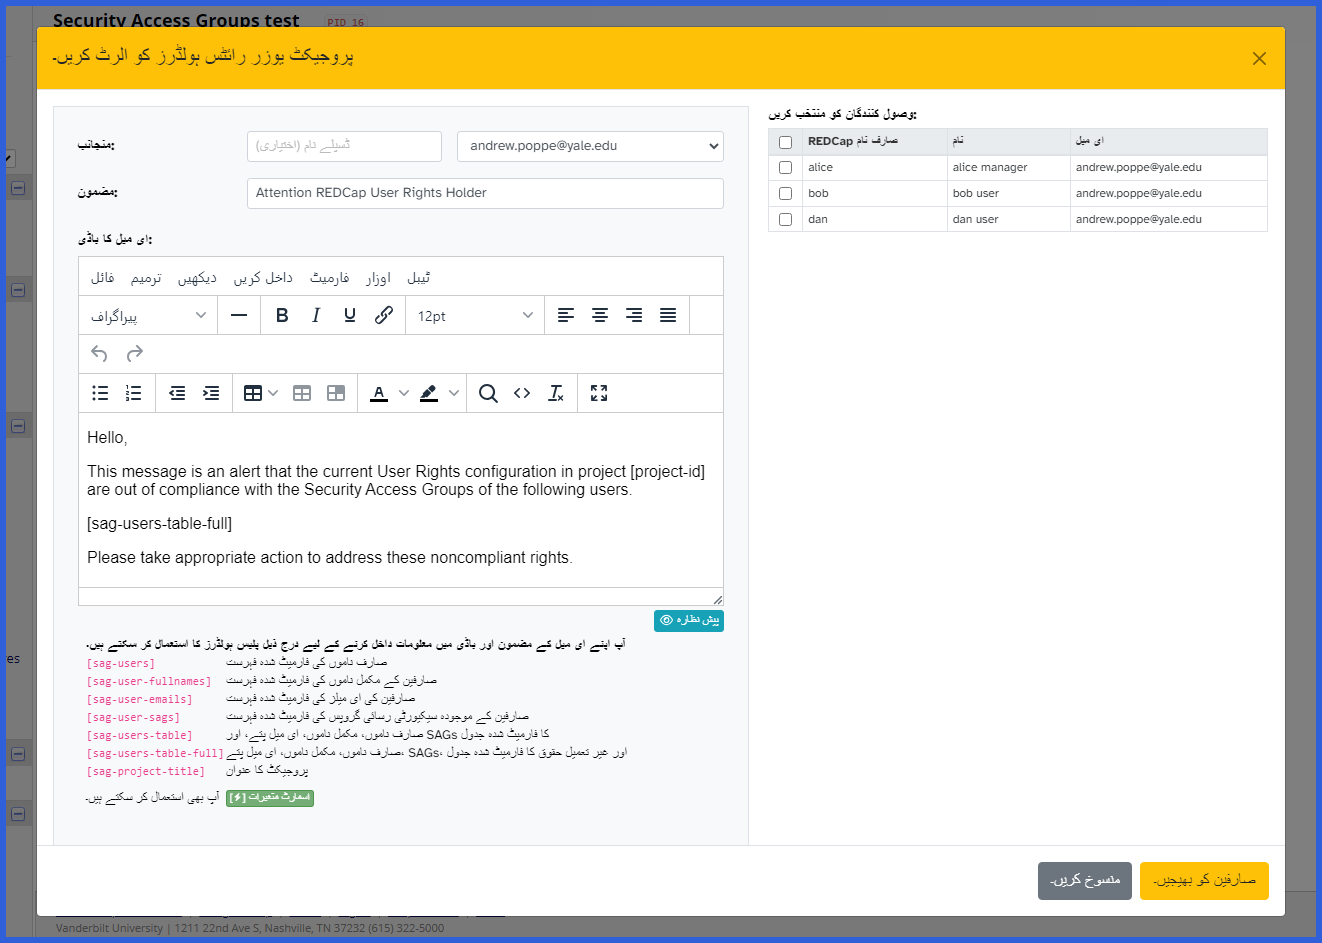 Security Access Groups test PID 16
پروجیکٹ یوزر رائٹس ہولڈرز کو الرٹ کریں۔
منجانب:
ڈسپلے نام (اختیاری)
andrew.poppe@yale.edu
مضمون:
Attention REDCap User Rights Holder
ای میل کا باڈی:
فائل ترمیم دیکھیں داخل کریں فارمیٹ اوزار ٹیبل
پیراگراف
12pt
Hello,
This message is an alert that the current User Rights configuration in project [project-id]
are out of compliance with the Security Access Groups of the following users.
[sag-users-table-full]
Please take appropriate action to address these noncompliant rights.
پیش نظارہ
آپ اپنے ای میل کے مضمون اور باڈی میں معلومات داخل کرنے کے لیے درج ذیل پلیس ہولڈرز کا استعمال کر سکتے ہیں۔
[sag-users] صارف ناموں کی فارمیٹ شدہ فہرست
[sag-user-fullnames] صارفین کے مکمل ناموں کی فارمیٹ شدہ فہرست
[sag-user-emails] صارفین کی ای میلز کی فارمیٹ شدہ فہرست
[sag-user-sags] صارفین کے موجودہ سیکیورٹی رسائی گروپس کی فارمیٹ شدہ فہرست
[sag-users-table] صارف ناموں، مکمل ناموں، ای میل پتے، اور SAGs کا فارمیٹ شدہ جدول
[sag-users-table-full] صارف ناموں، مکمل ناموں، ای میل پتے، SAGs، اور غیر تعمیل حقوق کا فارمیٹ شدہ جدول
[sag-project-title] پروجیکٹ کا عنوان
آپ بھی استعمال کر سکتے ہیں۔ [⚡] اسمارٹ متغیرات
وصول کنندگان کو منتخب کریں:
REDCap صارف نام نام ای میل
alice alice manager andrew.poppe@yale.edu
bob bob user andrew.poppe@yale.edu
dan dan user andrew.poppe@yale.edu
منسوخ کریں۔
صارفین کو بھیجیں۔
es
Vanderbilt University | 1211 22nd Ave S, Nashville, TN 37232 (615) 322-5000